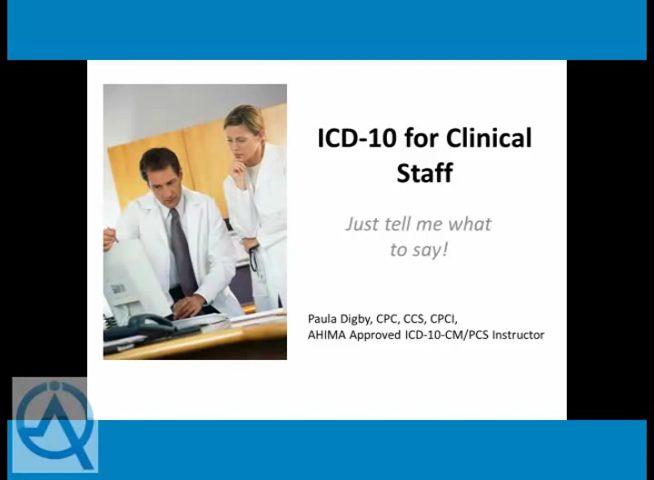 ICD-10 for Clinical
Staff
Just tell me what
to say!
Paula Digby, CPC, CCS, CPCI,
AHIMA Approved ICD-10-CM/PCS Instructor